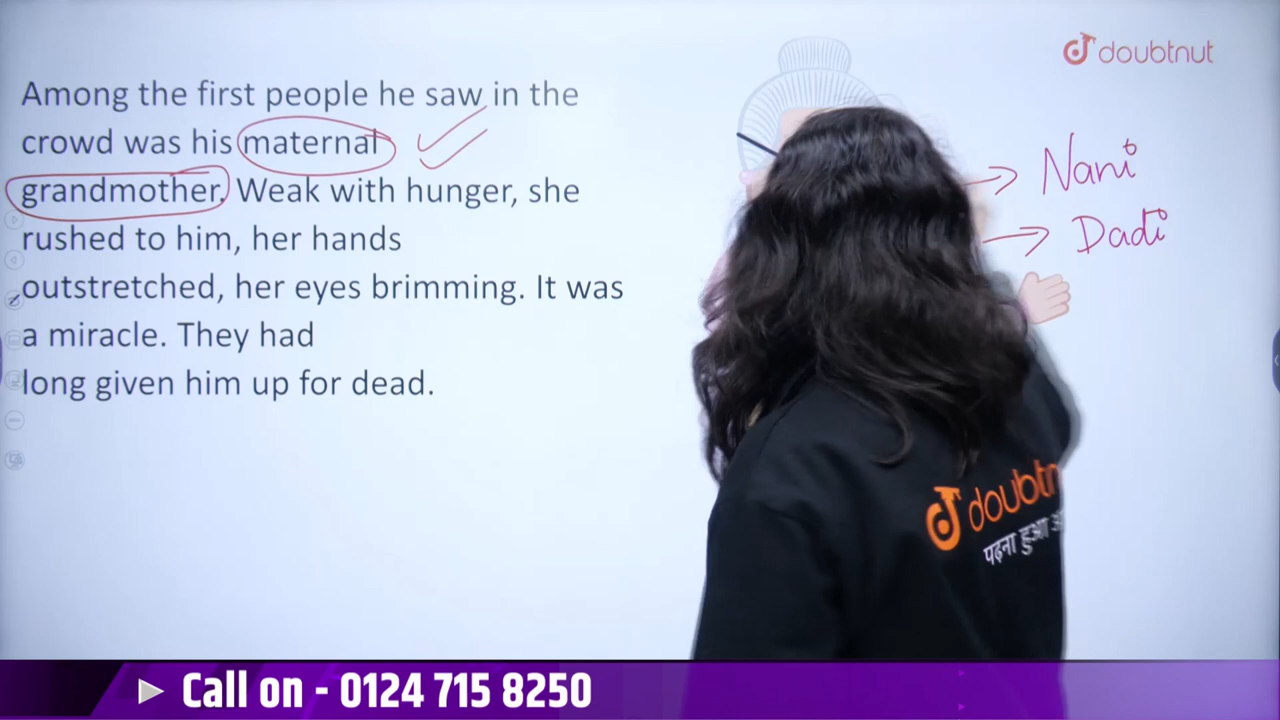 Among the first people he saw in the
crowd was his maternal
grandmother. Weak with hunger, she
rushed to him, her hands
outstretched, her eyes brimming. It was
a miracle. They had
long given him up for dead.
doubtnut
Nani
Dadi
doubtn
पढ़ना हुआ
Call on - 0124 715 8250